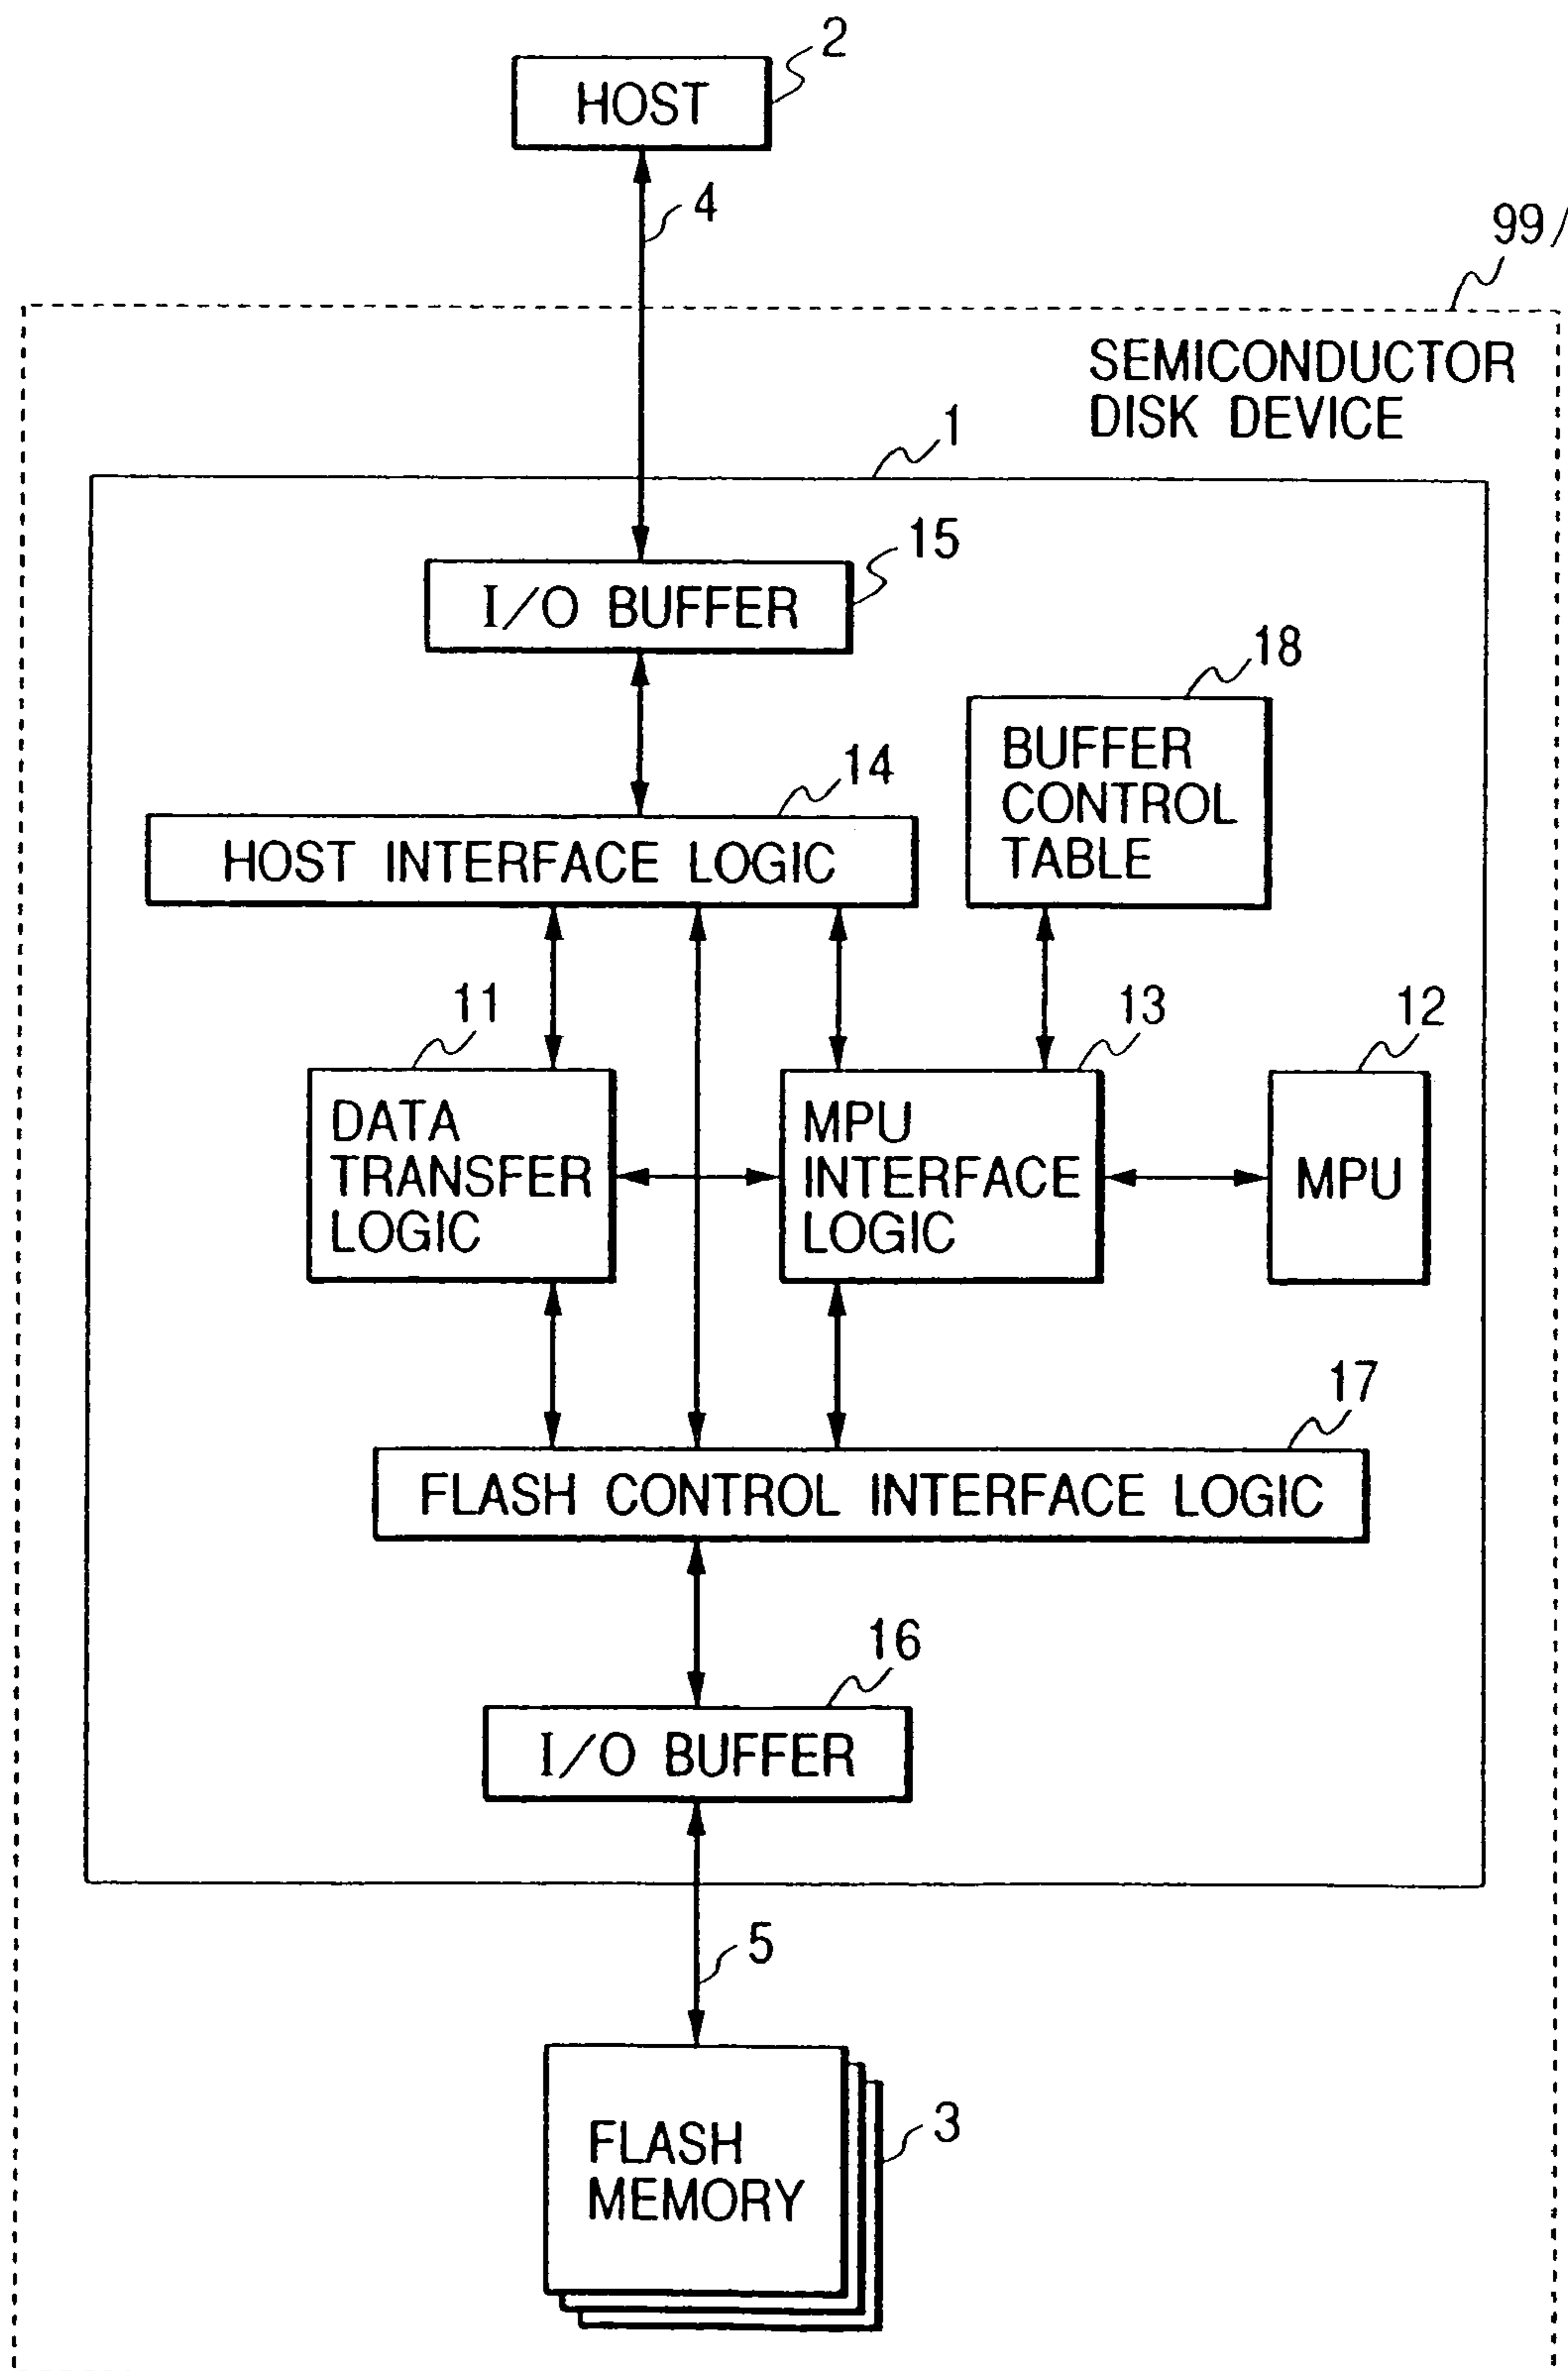 2
HOST
4
99
SEMICONDUCTOR
DISK DEVICE
1
15
I/O BUFFER
18
BUFFER
CONTROL
TABLE
14
HOST INTERFACE LOGIC
11
13
12
DATA
TRANSFER
LOGIC
MPU
INTERFACE
LOGIC
MPU
17
FLASH CONTROL INTERFACE LOGIC
16
I/O BUFFER
5
3
FLASH
MEMORY